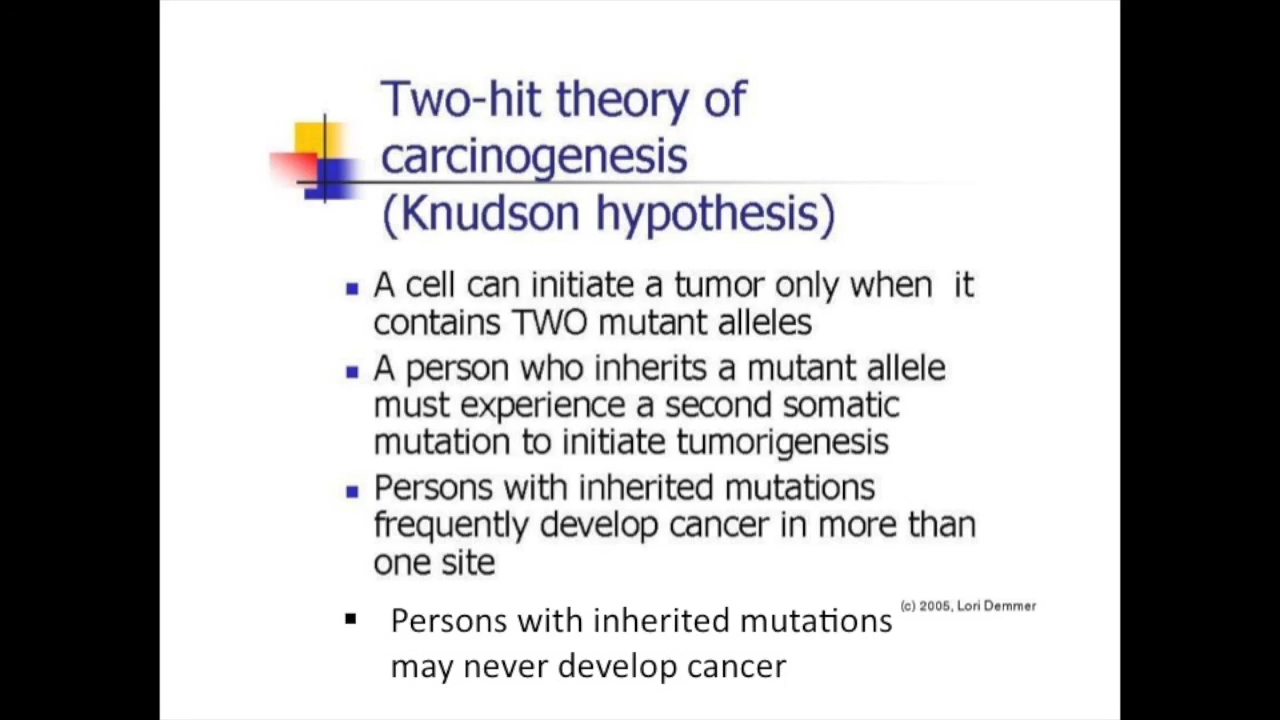 Two-hit theory of
carcinogenesis
(Knudson hypothesis)
▪ A cell can initiate a tumor only when it
contains TWO mutant alleles
▪ A person who inherits a mutant allele
must experience a second somatic
mutation to initiate tumorigenesis
▪ Persons with inherited mutations
frequently develop cancer in more than
one site
(c) 2005, Lori Demmer
▪ Persons with inherited mutations
may never develop cancer